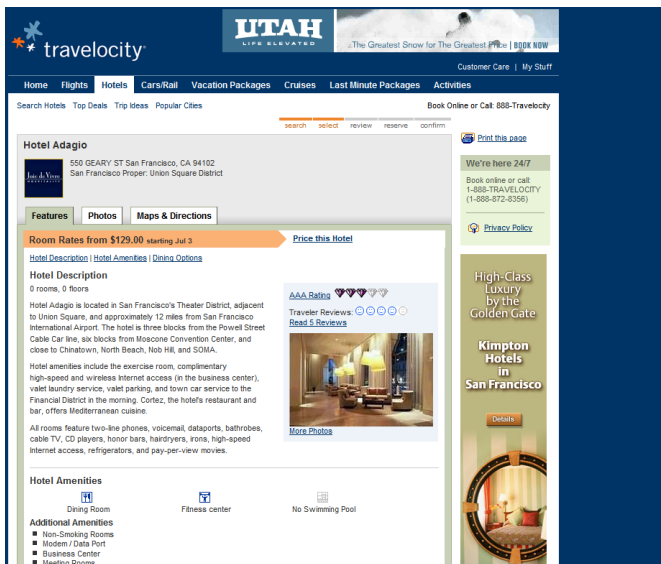 UTAH
LIFE ELEVATED
The Greatest Snow for The Greatest Price | BOOK NOW
travelocity
Customer Care | My Stuff
Home Flights Hotels Cars/Rail Vacation Packages Cruises Last Minute Packages Activities
Search Hotels Top Deals Trip Ideas Popular Cities
Book Online or Call: 888-Travelocity
search select review reserve confirm
Print this page
Hotel Adagio
550 GEARY ST San Francisco, CA 94102
San Francisco Proper: Union Square District
Joie de Vivre
We're here 24/7
Book online or call:
1-888-TRAVELOCITY
(1-888-872-8356)
Privacy Policy
Features Photos Maps & Directions
Room Rates from $129.00 starting Jul 3
Price this Hotel
Hotel Description | Hotel Amenities | Dining Options
Hotel Description
0 rooms, 0 floors
Hotel Adagio is located in San Francisco's Theater District, adjacent
to Union Square, and approximately 12 miles from San Francisco
International Airport. The hotel is three blocks from the Powell Street
Cable Car line, six blocks from Moscone Convention Center, and
close to Chinatown, North Beach, Nob Hill, and SOMA.
Hotel amenities include the exercise room, complimentary
high-speed and wireless Internet access (in the business center),
valet laundry service, valet parking, and town car service to the
Financial District in the morning. Cortez, the hotel's restaurant and
bar, offers Mediterranean cuisine.
All rooms feature two-line phones, voicemail, dataports, bathrobes,
cable TV, CD players, honor bars, hairdryers, irons, high-speed
Internet access, refrigerators, and pay-per-view movies.
AAA Rating
Traveler Reviews:
Read 5 Reviews
More Photos
High-Class
Luxury
by the
Golden Gate
Kimpton
Hotels
in
San Francisco
Details
Hotel Amenities
Dining Room
Fitness center
No Swimming Pool
Additional Amenities
Non-Smoking Rooms
Modem / Data Port
Business Center
Meeting Rooms